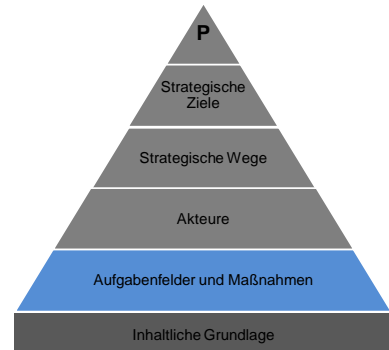 P
Strategische
Ziele
Strategische Wege
Akteure
Aufgabenfelder und Maßnahmen
Inhaltliche Grundlage